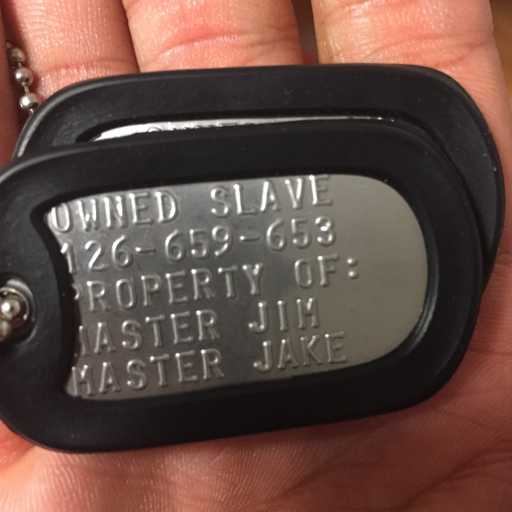 OWNED SLAVE
126-659-653
PROPERTY OF:
MASTER JIM
MASTER JAKE